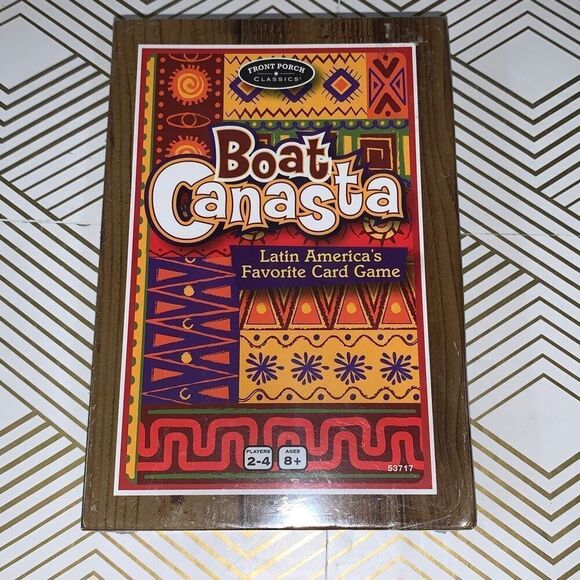 FRONT PORCH
CLASSICS®
Boat
Canasta
Latin America's
Favorite Card Game
PLAYERS
2-4
AGES
8+
53717